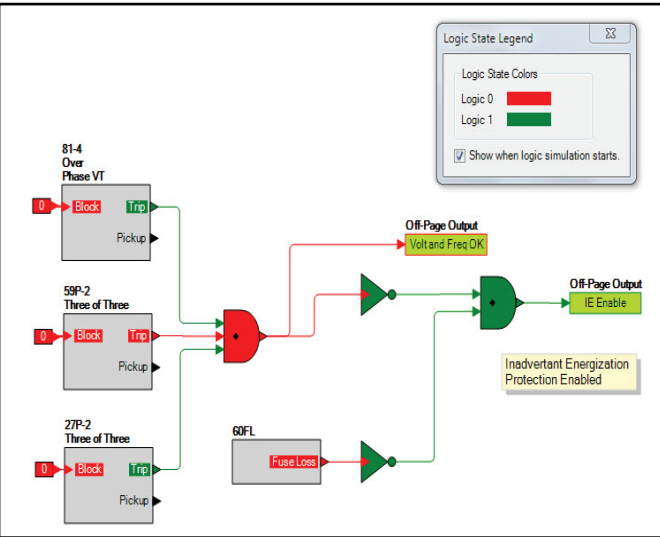 Logic State Legend
Logic State Colors
Logic 0
Logic 1
Show when logic simulation starts.
81-4
Over
Phase VT
0
Block
Trip
Pickup
Off-Page Output
Volt and Freq OK
59P-2
Three of Three
0
Block
Trip
Pickup
Off-Page Output
IE Enable
Inadvertant Energization
Protection Enabled
27P-2
Three of Three
0
Block
Trip
Pickup
60FL
Fuse Loss